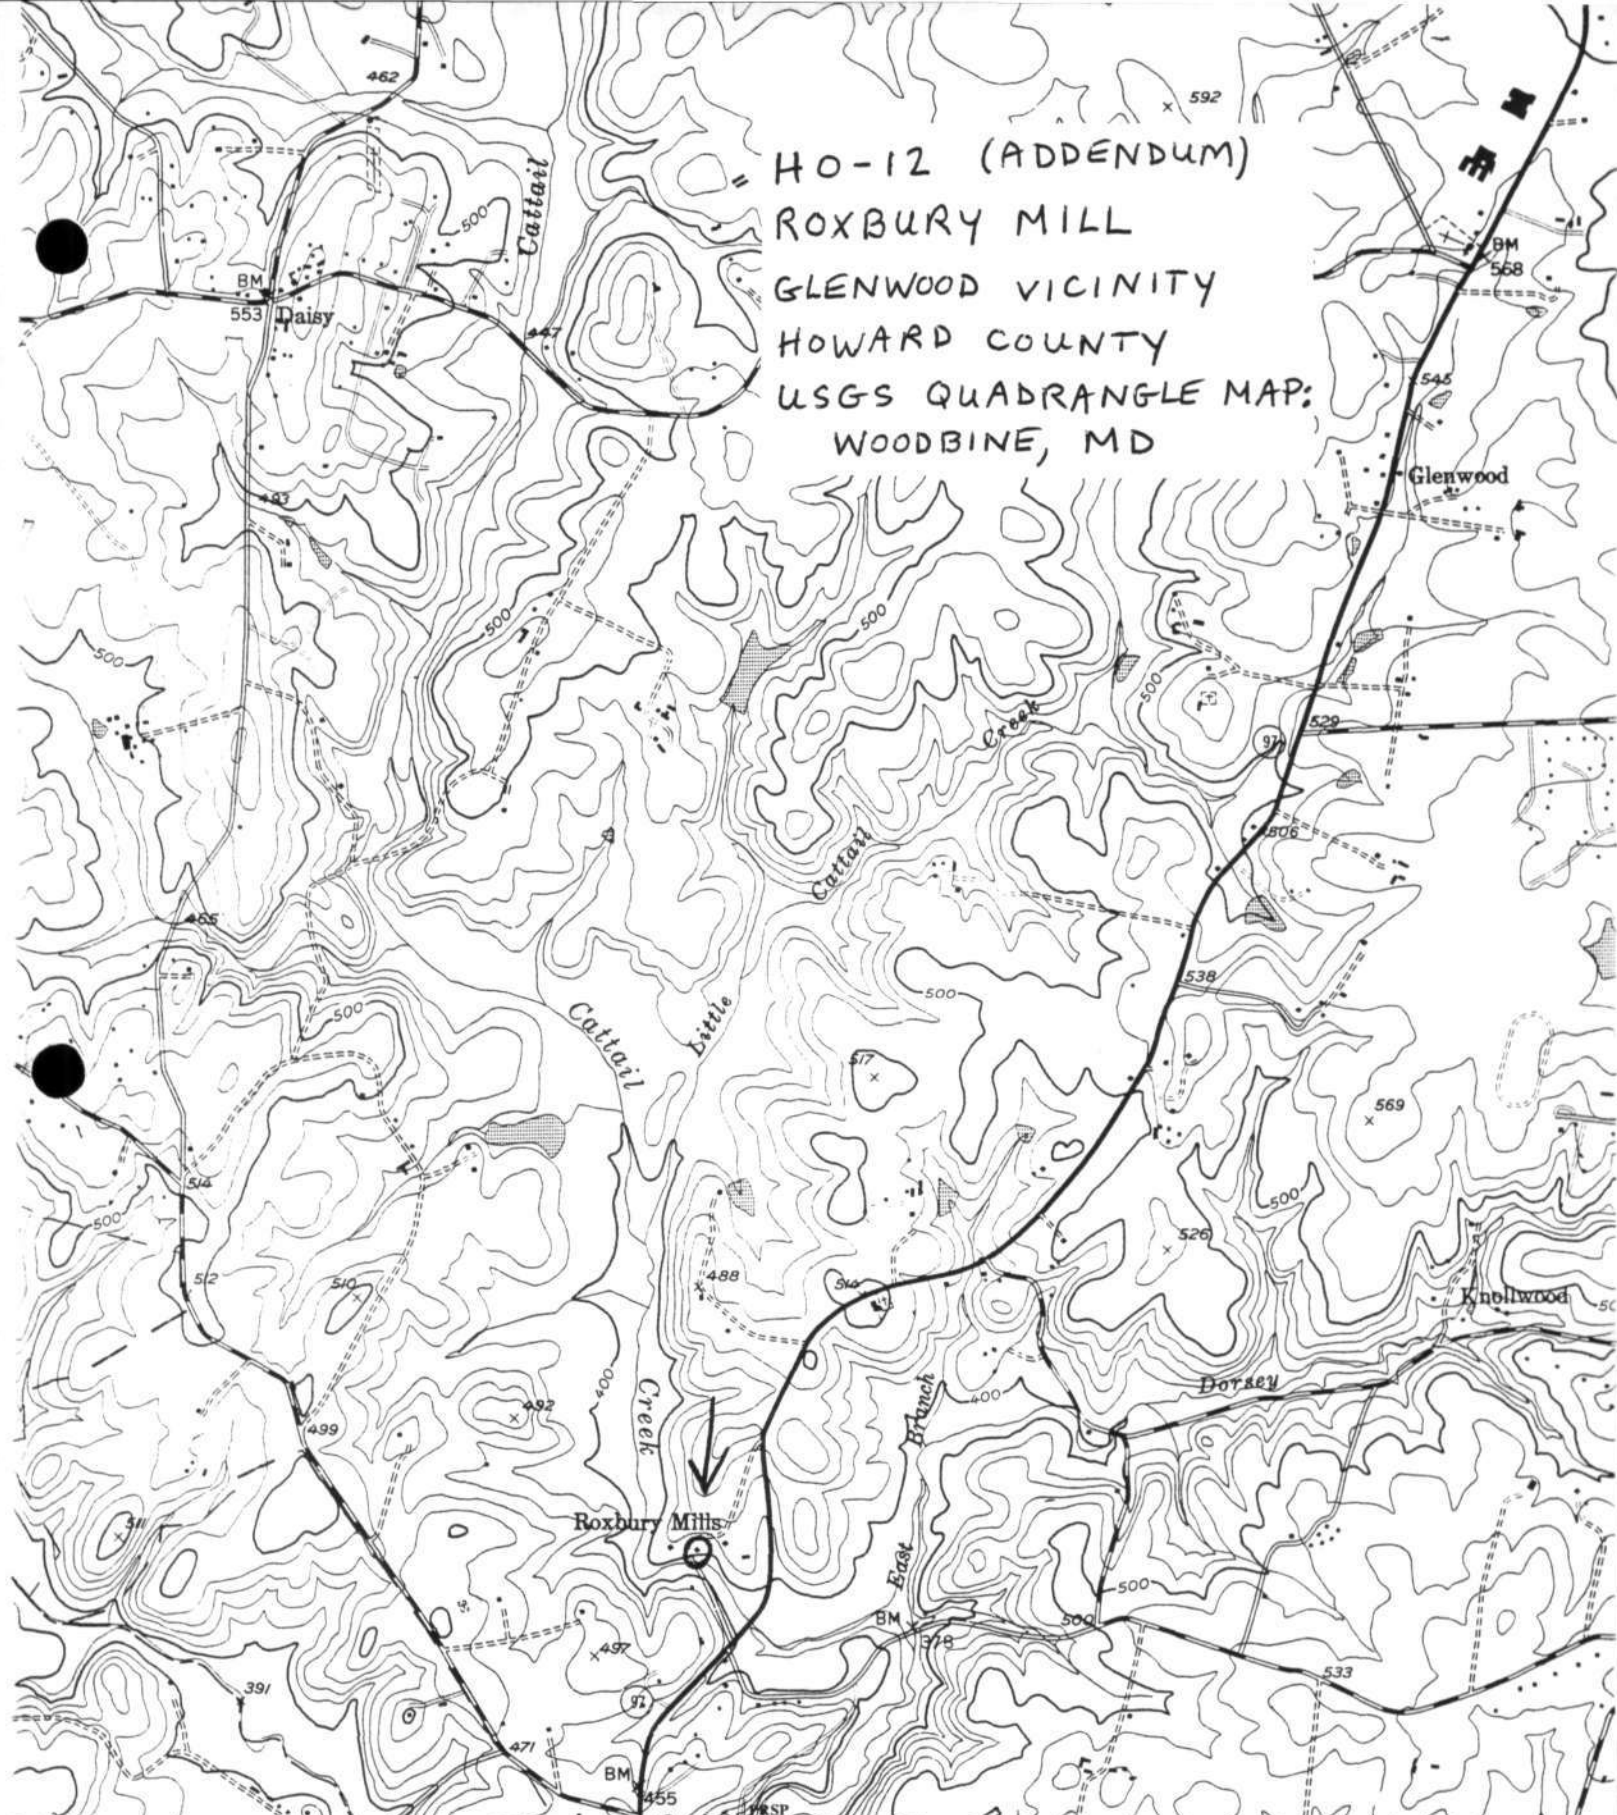 462
592
HO-12 (ADDENDUM)
ROXBURY MILL
GLENWOOD VICINITY
HOWARD COUNTY
USGS QUADRANGLE MAP:
WOODBINE, MD
Cattail
500
BM
568
BM
553 Daisy
447
545
Glenwood
493
500
500
500
500
Creek
97
529
Cattail
506
465
500
538
500
Cattail
Little
517
569
514
500
500
526
512
510
488
514
Knollwood
50
400
Creek
492
Branch
400
Dorsey
499
Roxbury Mills
511
East
500
BM
378
500
497
533
391
97
471
BM
455